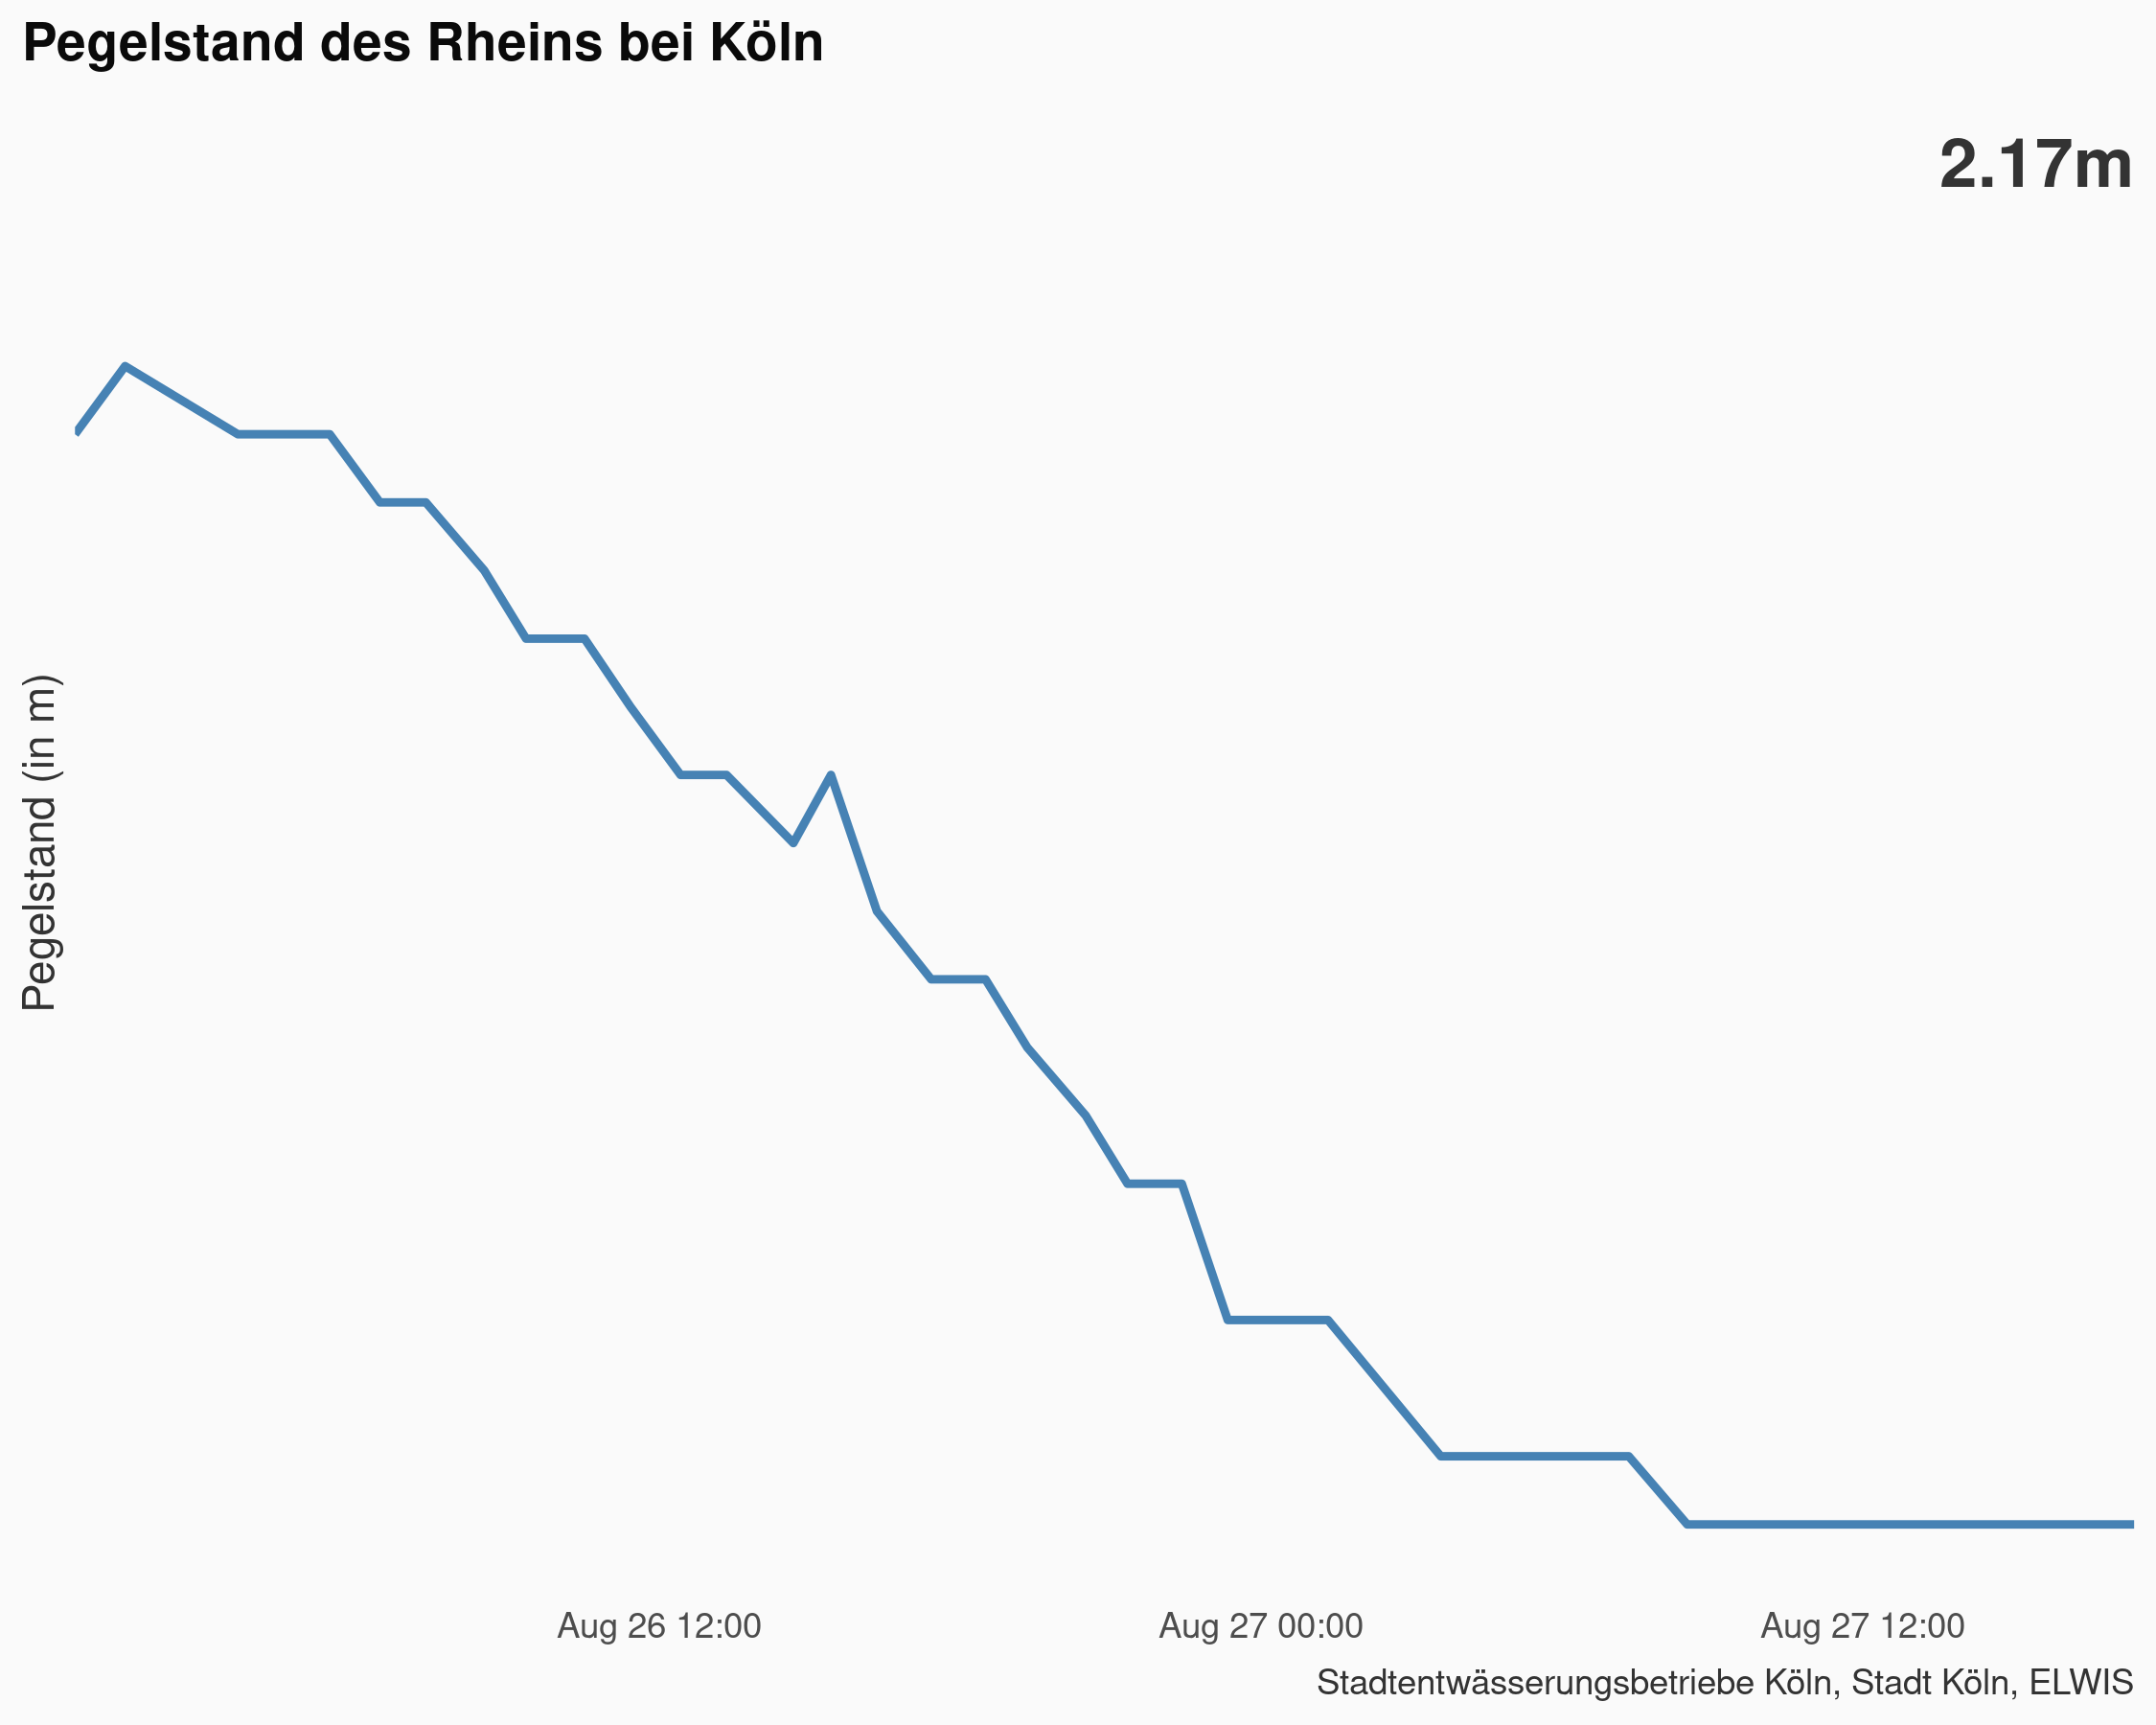 Pegelstand des Rheins bei Köln
2.17m
Pegelstand (in m)
Aug 26 12:00
Aug 27 00:00
Aug 27 12:00
Stadtentwässerungsbetriebe Köln, Stadt Köln, ELWIS